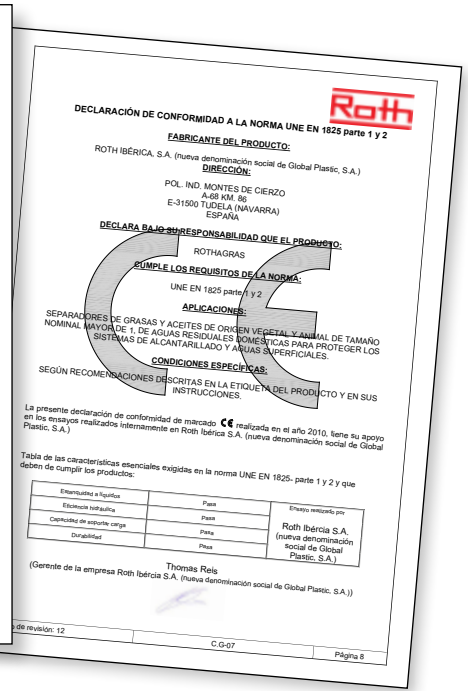 Roth
DECLARACIÓN DE CONFORMIDAD A LA NORMA UNE EN 1825 parte 1 y 2
FABRICANTE DEL PRODUCTO:
ROTH IBÉRICA, S.A. (nueva denominación social de Global Plastic, S.A.)
DIRECCIÓN:
POL. IND. MONTES DE CIERZO
A-68 KM. 86
E-31500 TUDELA (NAVARRA)
ESPAÑA
DECLARA BAJO SU RESPONSABILIDAD QUE EL PRODUCTO:
ROTHAGRAS
CUMPLE LOS REQUISITOS DE LA NORMA:
UNE EN 1825 parte 1 y 2
APLICACIONES:
SEPARADORES DE GRASAS Y ACEITES DE ORIGEN VEGETAL Y ANIMAL DE TAMAÑO
NOMINAL MAYOR DE 1, DE AGUAS RESIDUALES DOMÉSTICAS PARA PROTEGER LOS
SISTEMAS DE ALCANTARILLADO Y AGUAS SUPERFICIALES.
CONDICIONES ESPECÍFICAS:
SEGÚN RECOMENDACIONES DESCRITAS EN LA ETIQUETA DEL PRODUCTO Y EN SUS
INSTRUCCIONES.
La presente declaración de conformidad de marcado CE realizada en el año 2010, tiene su apoyo
en los ensayos realizados internamente en Roth Ibérica S.A. (nueva denominación social de Global
Plastic, S.A.)
Tabla de las características esenciales exigidas en la norma UNE EN 1825- parte 1 y 2 y que
deben de cumplir los productos:
Estanquidad a líquidos Pasa Ensayo realizado por
Eficiencia hidráulica Pasa Roth Ibércia S.A.
Capacidad de soportar carga Pasa (nueva denominación
Durabilidad Pasa social de Global
Plastic, S.A.)
Thomas Reis
(Gerente de la empresa Roth Ibércia S.A. (nueva denominación social de Global Plastic, S.A.))
de revisión: 12 C.G-07 Página 8